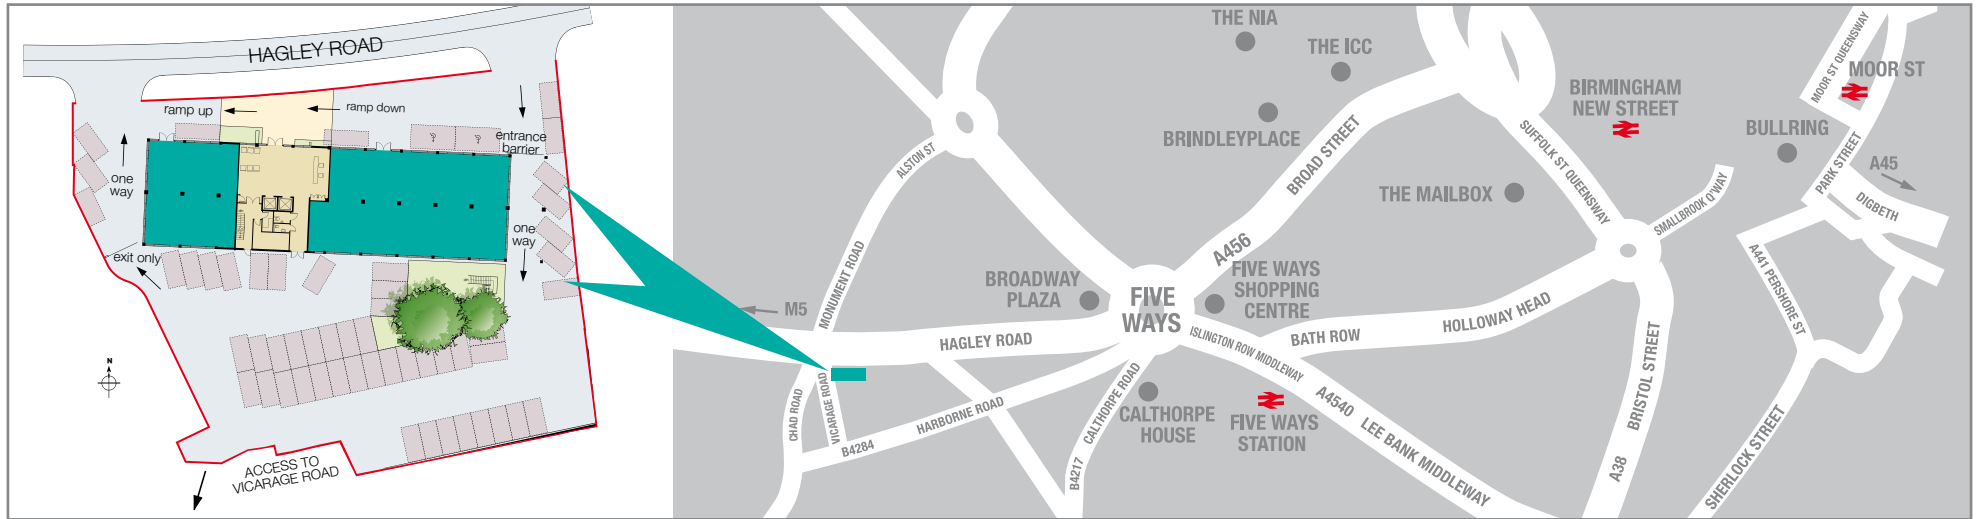 HAGLEY ROAD
ramp up
ramp down
entrance
barrier
one
way
one
way
exit only
N
ACCESS TO
VICARAGE ROAD
THE NIA
THE ICC
BRINDLEYPLACE
BIRMINGHAM
NEW STREET
MOOR ST QUEENSWAY
MOOR ST
BULLRING
PARK STREET
A45
DIGBETH
ALSTON ST
BROAD STREET
SUFFOLK ST QUEENSWAY
THE MAILBOX
SMALLBROOK Q'WAY
A441 PERSHORE ST
MONUMENT ROAD
A456
BROADWAY
PLAZA
FIVE
WAYS
FIVE WAYS
SHOPPING
CENTRE
M5
HAGLEY ROAD
ISLINGTON ROW MIDDLEWAY
BATH ROW
HOLLOWAY HEAD
BRISTOL STREET
CHAD ROAD
VICARAGE ROAD
B4284
HARBORNE ROAD
CALTHORPE ROAD
B4217
CALTHORPE
HOUSE
FIVE WAYS
STATION
A4540
LEE BANK MIDDLEWAY
A38
SHERLOCK STREET